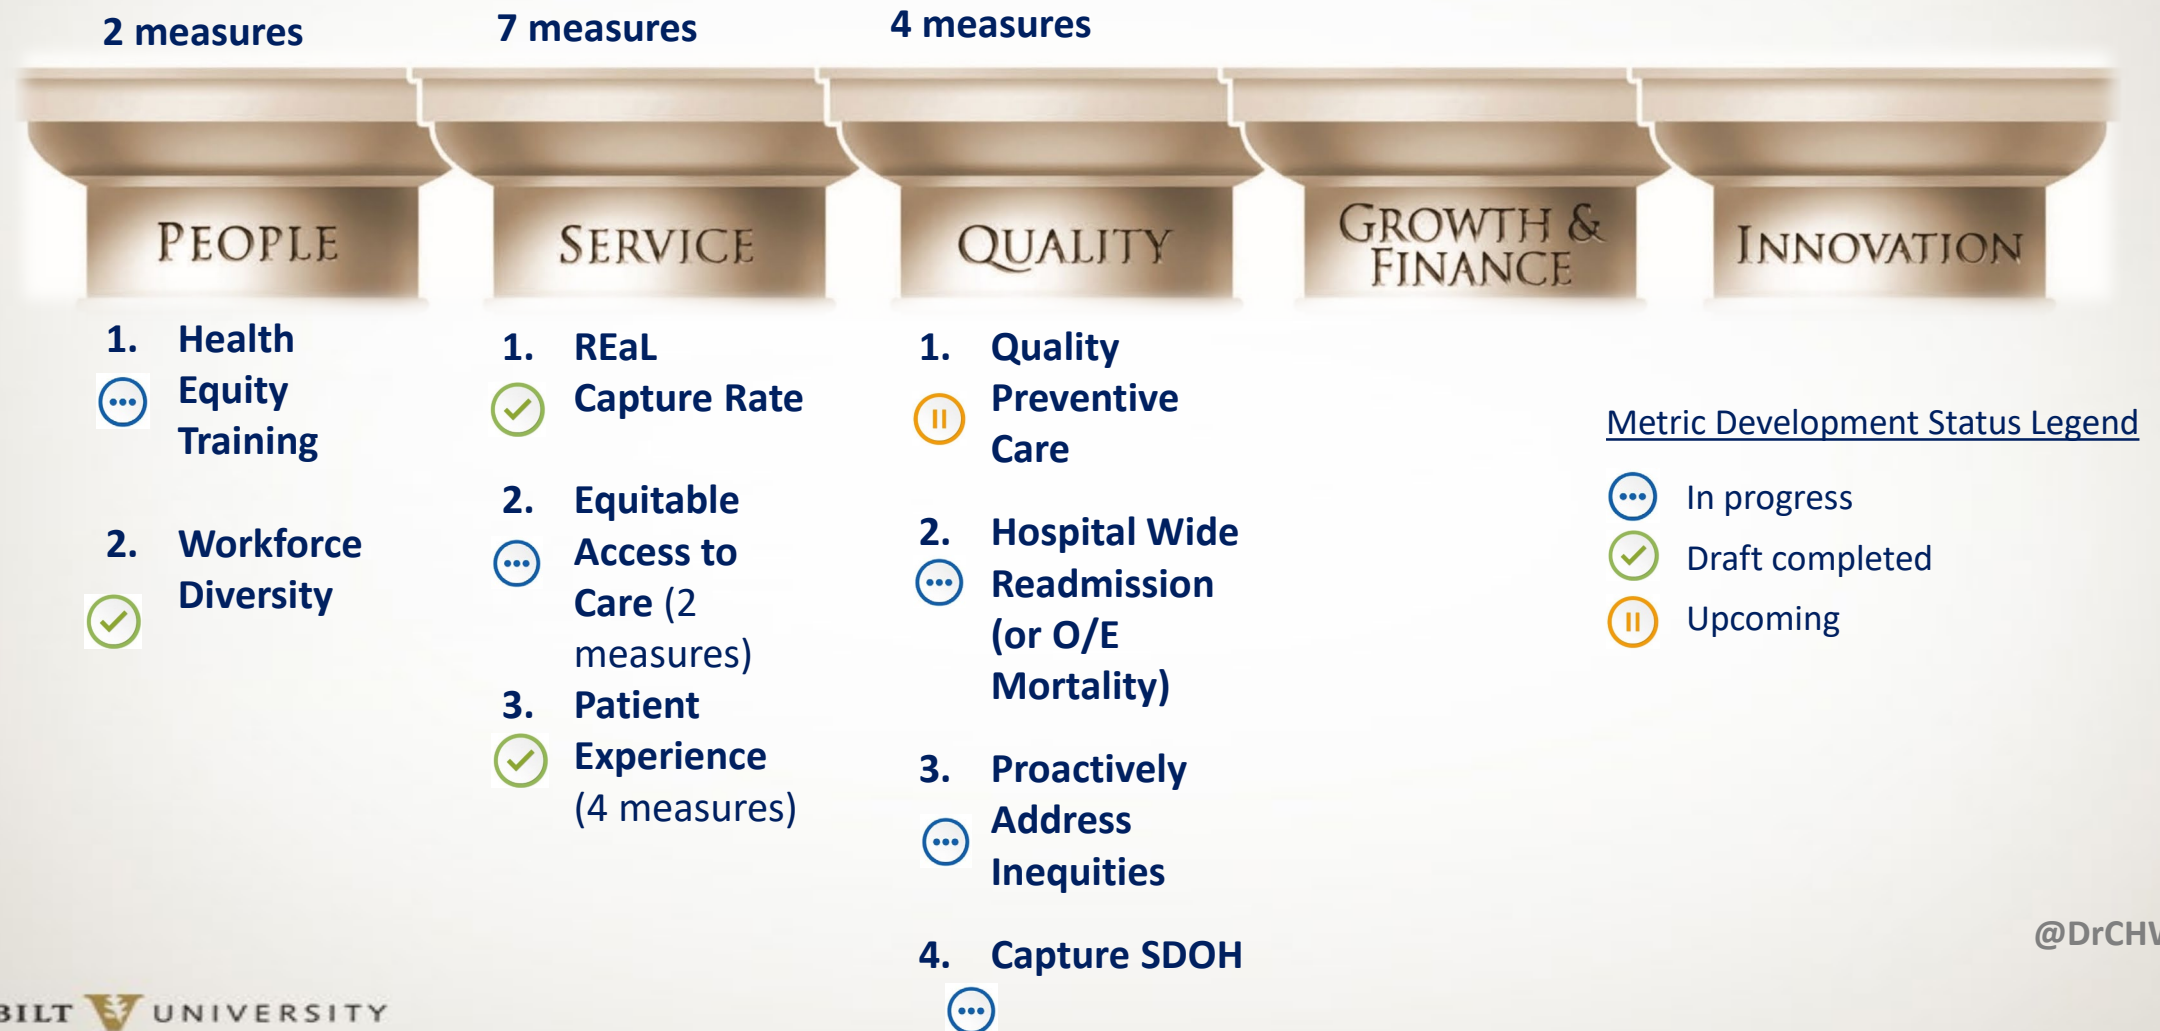 2 measures
7 measures
4 measures
PEOPLE
SERVICE
QUALITY
GROWTH &
FINANCE
INNOVATION
1. Health
Equity
Training
2. Workforce
Diversity
1. REaL
Capture Rate
2. Equitable
Access to
Care (2
measures)
3. Patient
Experience
(4 measures)
1. Quality
Preventive
Care
2. Hospital Wide
Readmission
(or O/E
Mortality)
3. Proactively
Address
Inequities
4. Capture SDOH
Metric Development Status Legend
In progress
Draft completed
Upcoming
@DrCHW
BILT V UNIVERSITY